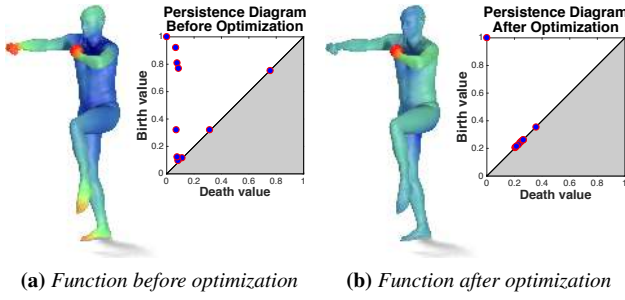 Persistence Diagram
Before Optimization
1
0.8
0.6
0.4
0.2
0
0 0.2 0.4 0.6 0.8 1
Birth value
Death value
Persistence Diagram
After Optimization
1
0.8
0.6
0.4
0.2
0
0 0.2 0.4 0.6 0.8 1
Birth value
Death value
(a) Function before optimization
(b) Function after optimization